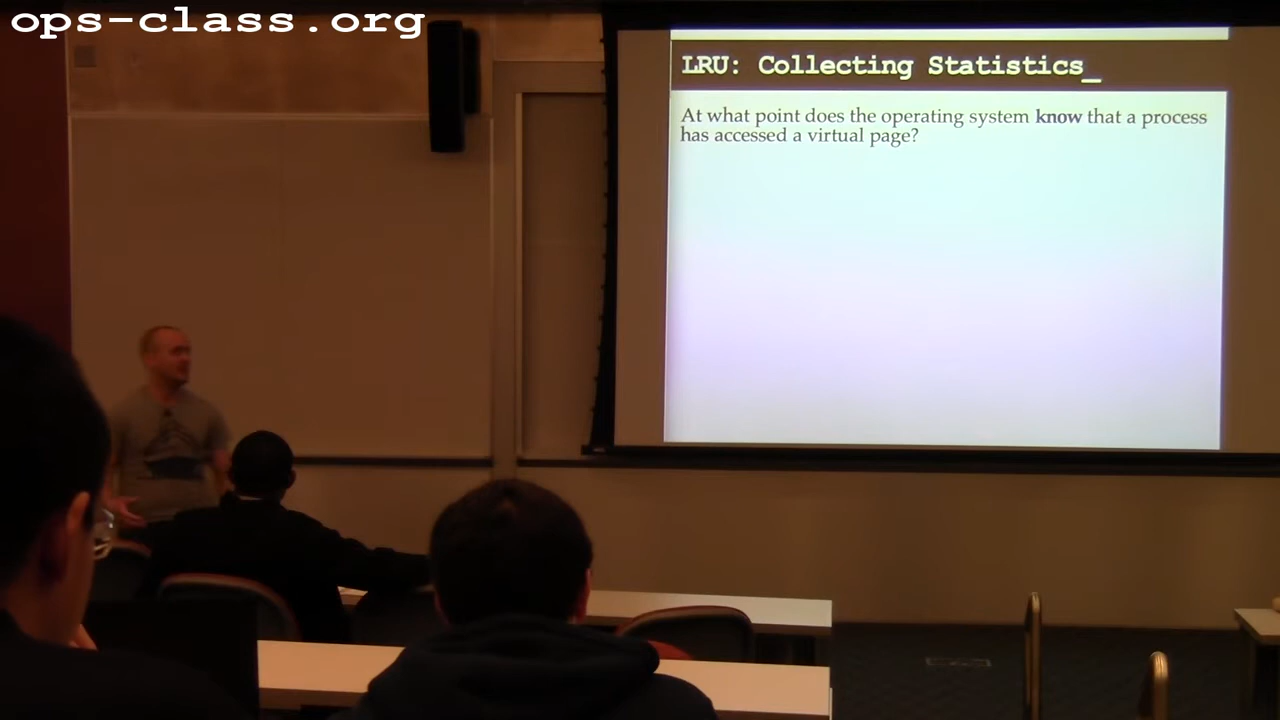 ops-class.org
LRU: Collecting Statistics_
At what point does the operating system know that a process
has accessed a virtual page?